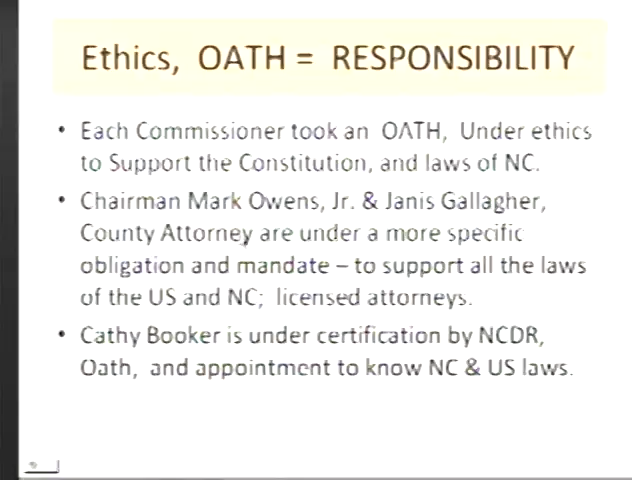 Ethics, OATH = RESPONSIBILITY
• Each Commissioner took an OATH, Under ethics
to Support the Constitution, and laws of NC.
• Chairman Mark Owens, Jr. & Janis Gallagher,
County Attorney are under a more specific
obligation and mandate – to support all the laws
of the US and NC; licensed attorneys.
• Cathy Booker is under certification by NCDR,
Oath, and appointment to know NC & US laws.